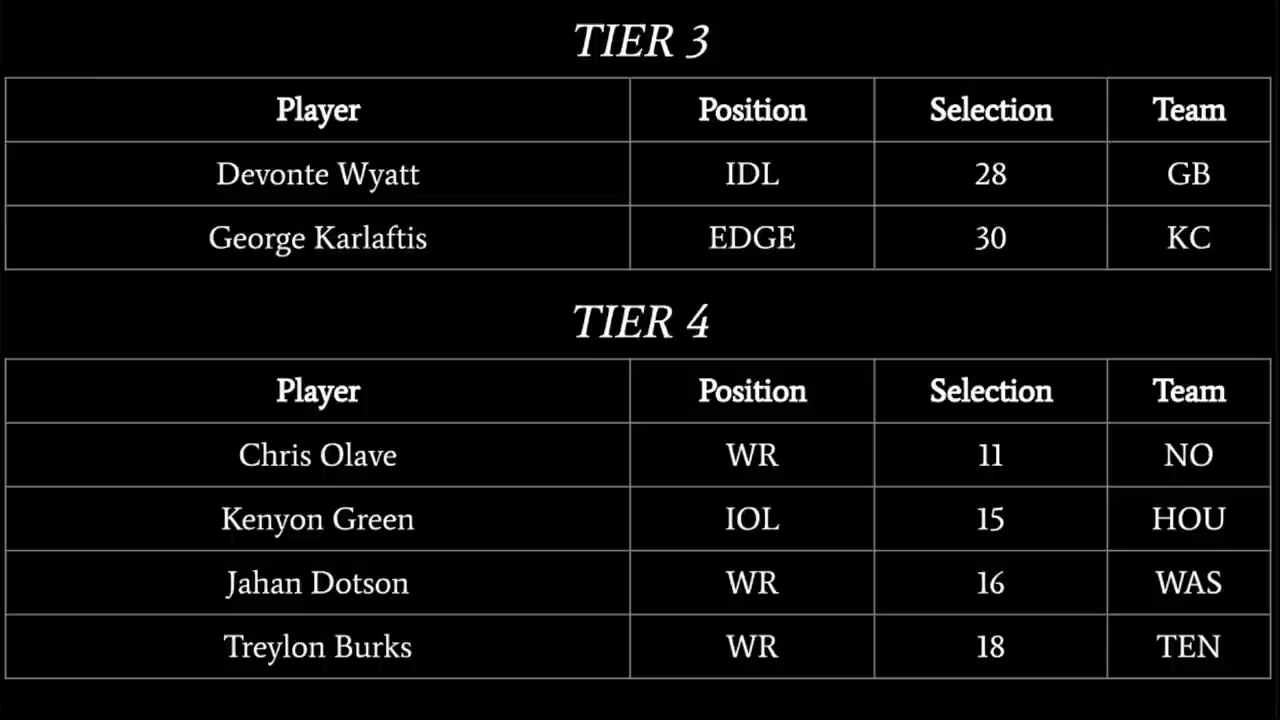 TIER 3
Player Position Selection Team
Devonte Wyatt IDL 28 GB
George Karlaftis EDGE 30 KC
TIER 4
Player Position Selection Team
Chris Olave WR 11 NO
Kenyon Green IOL 15 HOU
Jahan Dotson WR 16 WAS
Treylon Burks WR 18 TEN